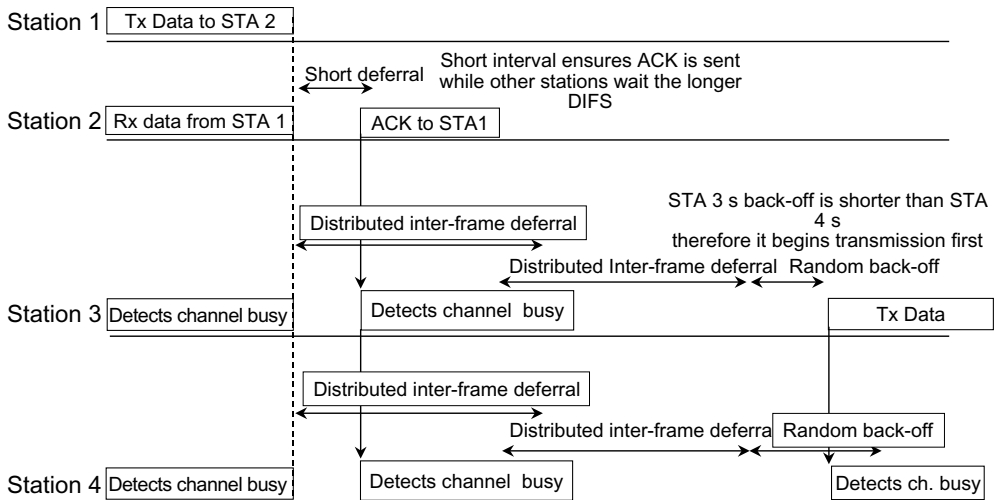 Station 1
Tx Data to STA 2
Short deferral
Short interval ensures ACK is sent
while other stations wait the longer
DIFS
Station 2
Rx data from STA 1
ACK to STA1
STA 3 s back-off is shorter than STA
4 s
therefore it begins transmission first
Distributed inter-frame deferral
Distributed Inter-frame deferral
Random back-off
Station 3
Detects channel busy
Detects channel busy
Tx Data
Distributed inter-frame deferral
Distributed inter-frame deferra
Random back-off
Station 4
Detects channel busy
Detects channel busy
Detects ch. busy